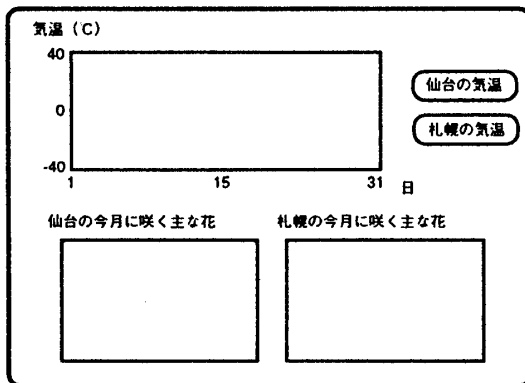 気温（℃）
40
0
-40
1 15 31 日
仙台の気温
札幌の気温
仙台の今月に咲く主な花 札幌の今月に咲く主な花